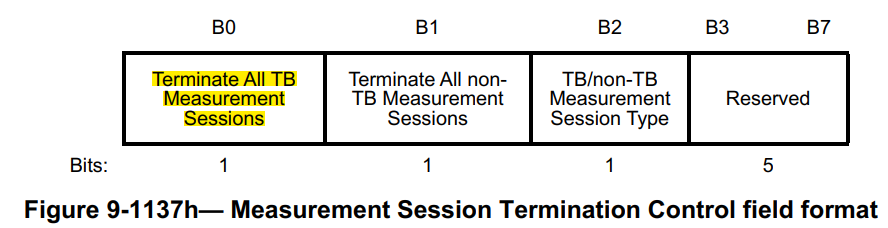 B0 B1 B2 B3 B7
Terminate All TB Measurement Sessions
Terminate All non-TB Measurement Sessions
TB/non-TB Measurement Session Type
Reserved
Bits: 1 1 1 5
Figure 9-1137h— Measurement Session Termination Control field format